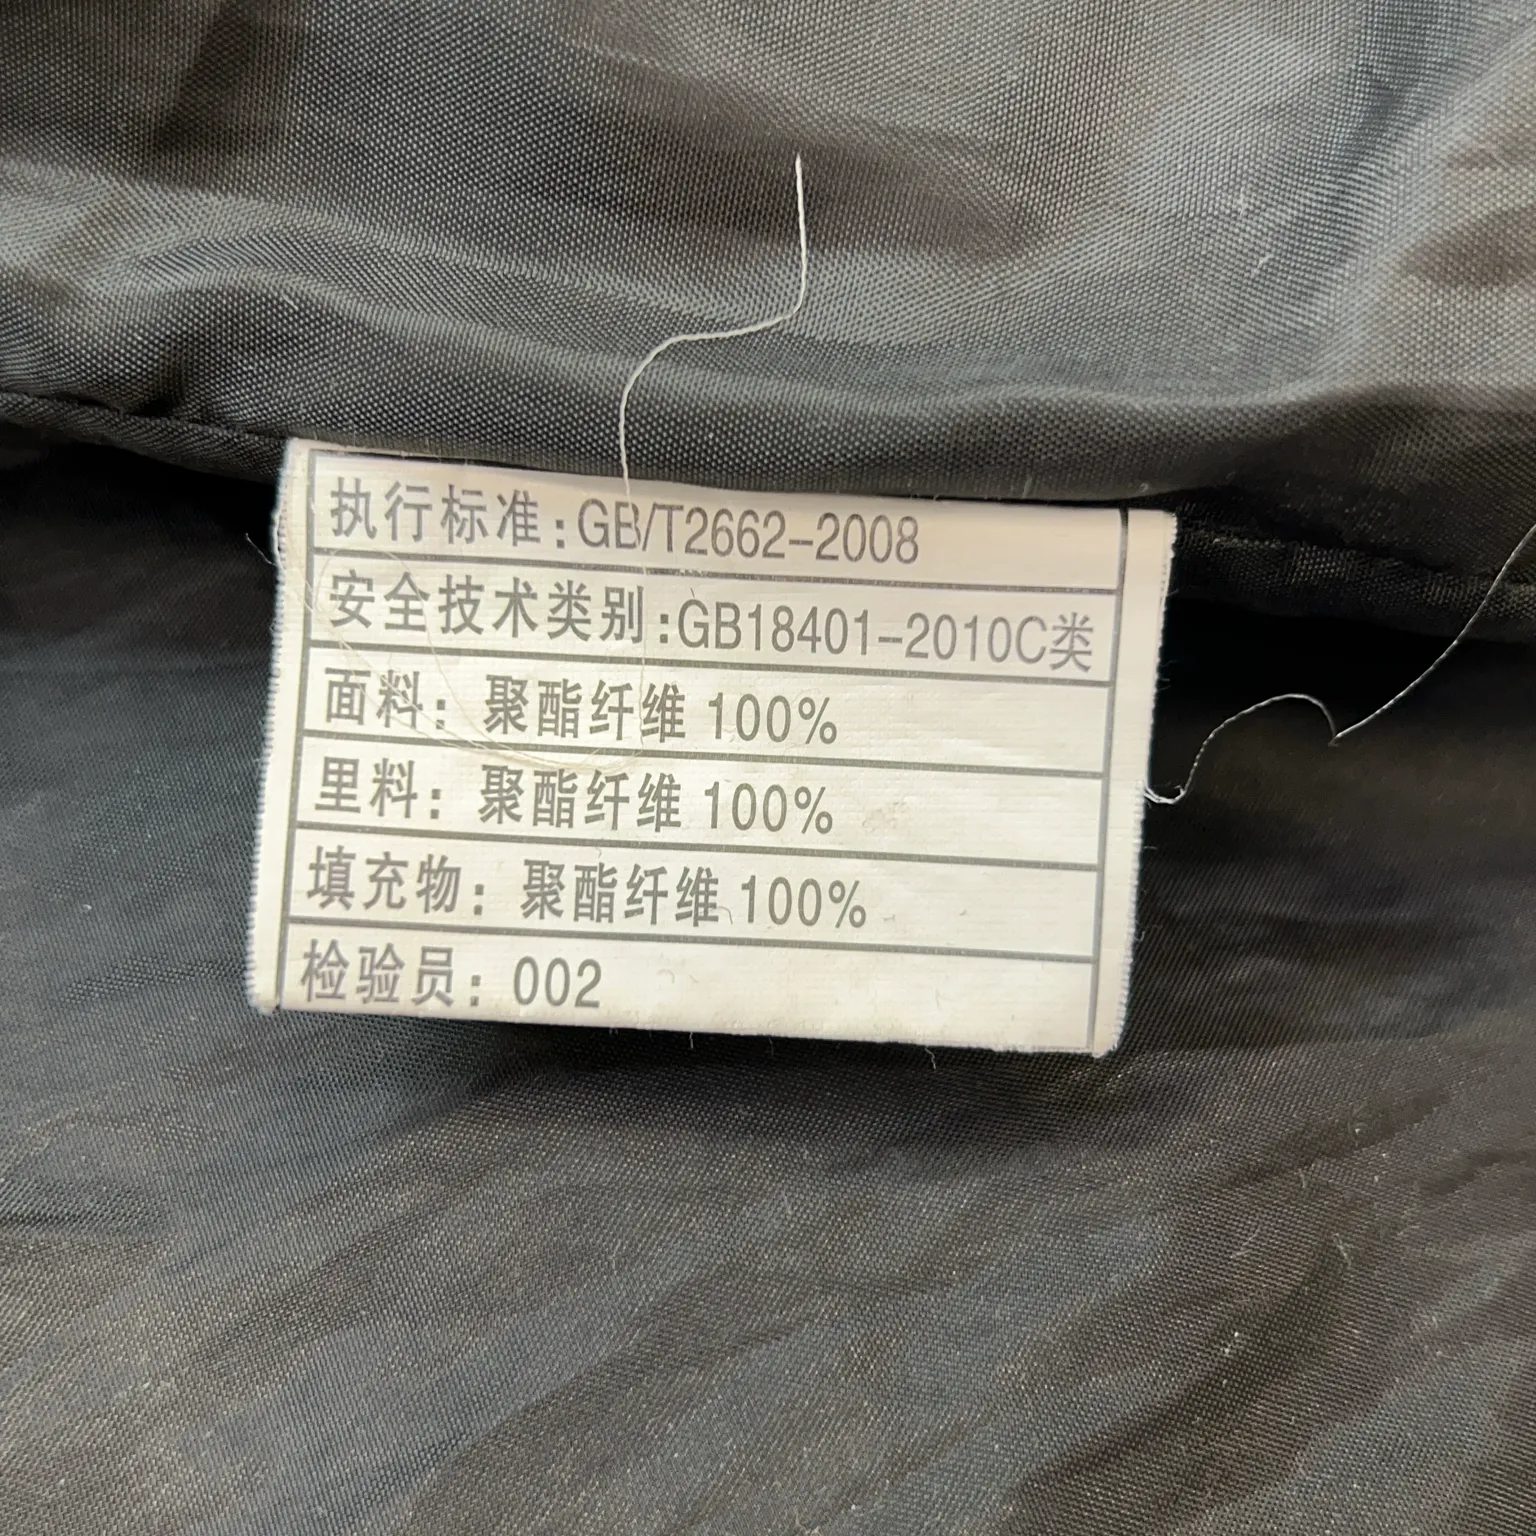 执行标准:GB/T2662-2008
安全技术类别:GB18401-2010C类
面料: 聚酯纤维 100%
里料: 聚酯纤维 100%
填充物: 聚酯纤维 100%
检验员: 002